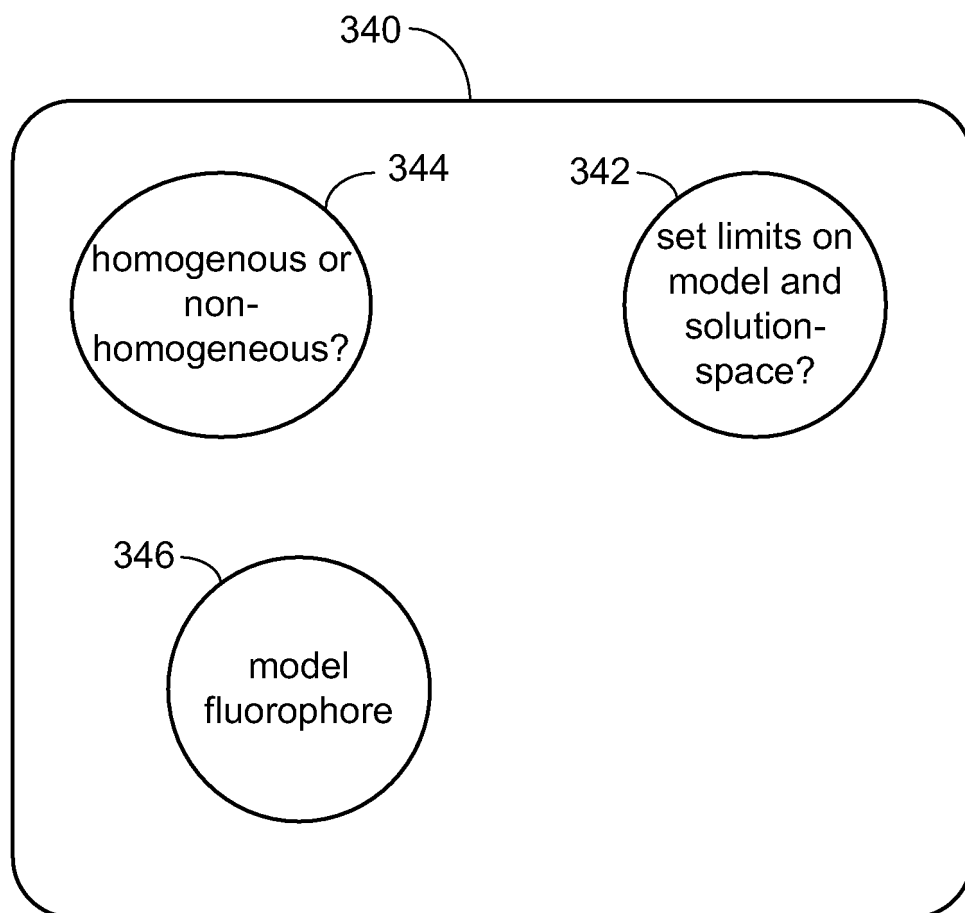 340
344
homogenous or
non-
homogeneous?
342
set limits on
model and
solution-
space?
346
model
fluorophore